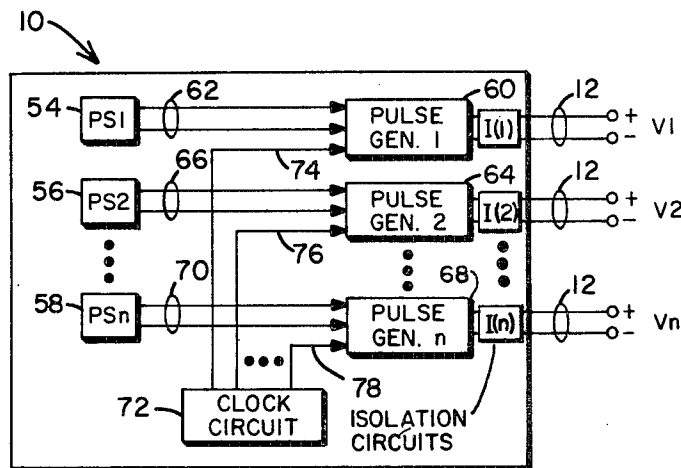 10
54
PS1
62
PULSE
GEN. 1
60
I(1)
12
+
−
V1
74
56
PS2
66
PULSE
GEN. 2
64
I(2)
12
+
−
V2
76
58
PSn
70
PULSE
GEN. n
68
I(n)
12
+
−
Vn
78
72
CLOCK
CIRCUIT
ISOLATION
CIRCUITS